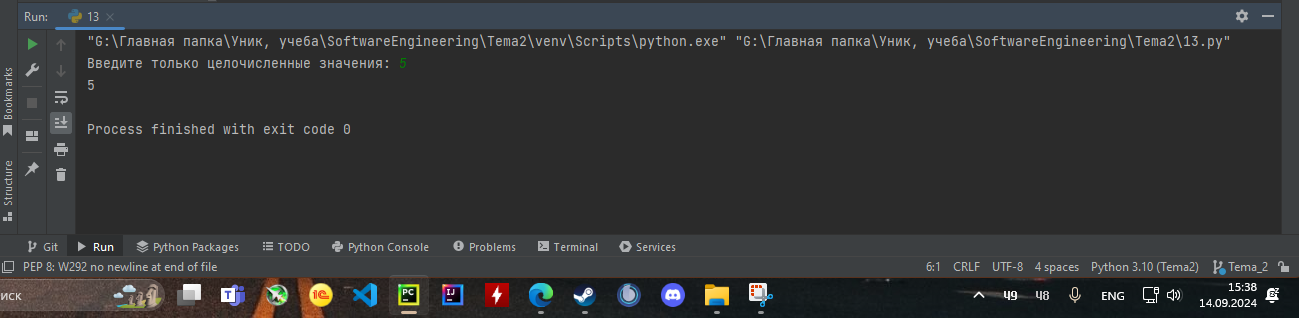 Run: 13
"G:\Главная папка\Уник, учеба\SoftwareEngineering\Tema2\venv\Scripts\python.exe" "G:\Главная папка\Уник, учеба\SoftwareEngineering\Tema2\13.py"
Введите только целочисленные значения: 5
5
Process finished with exit code 0
Bookmarks
Structure
Git Run Python Packages TODO Python Console Problems Terminal Services
PEP 8: W292 no newline at end of file 6:1 CRLF UTF-8 4 spaces Python 3.10 (Tema2) Tema_2
иск 1С PC IJ ENG 15:38
14.09.2024